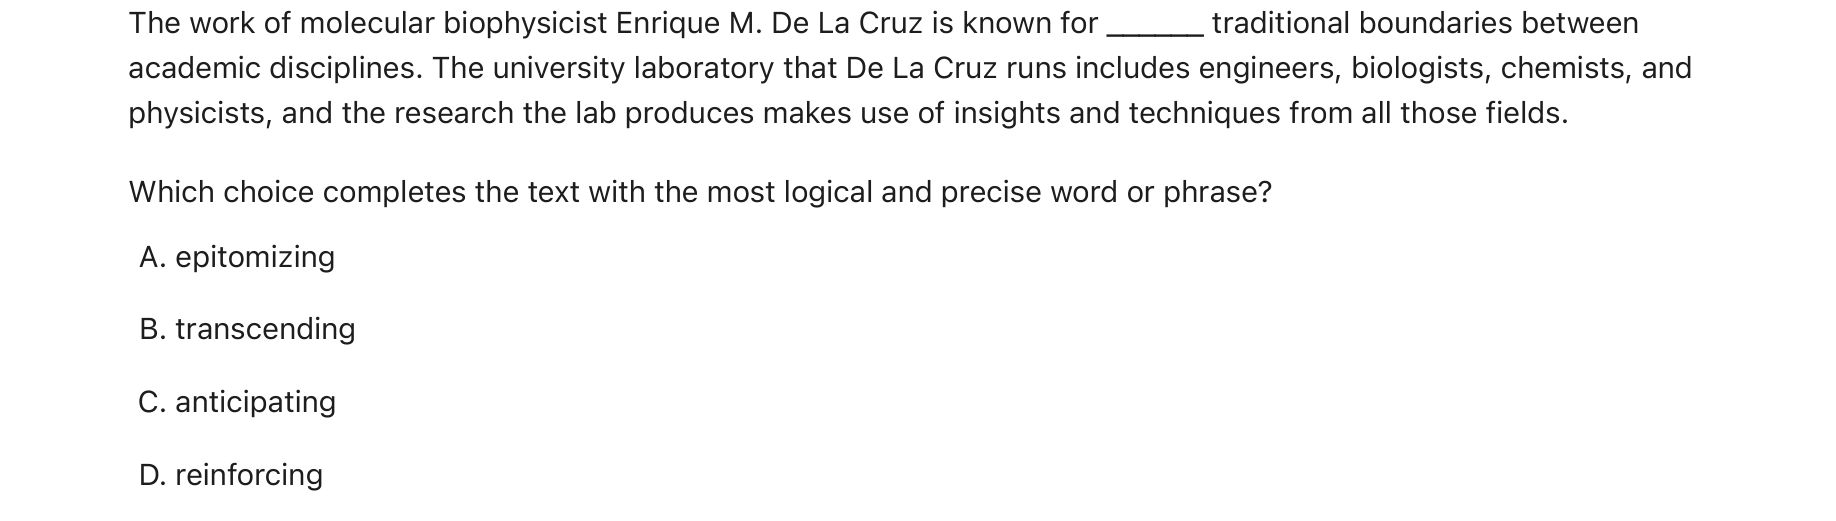 The work of molecular biophysicist Enrique M. De La Cruz is known for ______ traditional boundaries between
academic disciplines. The university laboratory that De La Cruz runs includes engineers, biologists, chemists, and
physicists, and the research the lab produces makes use of insights and techniques from all those fields.
Which choice completes the text with the most logical and precise word or phrase?
A. epitomizing
B. transcending
C. anticipating
D. reinforcing